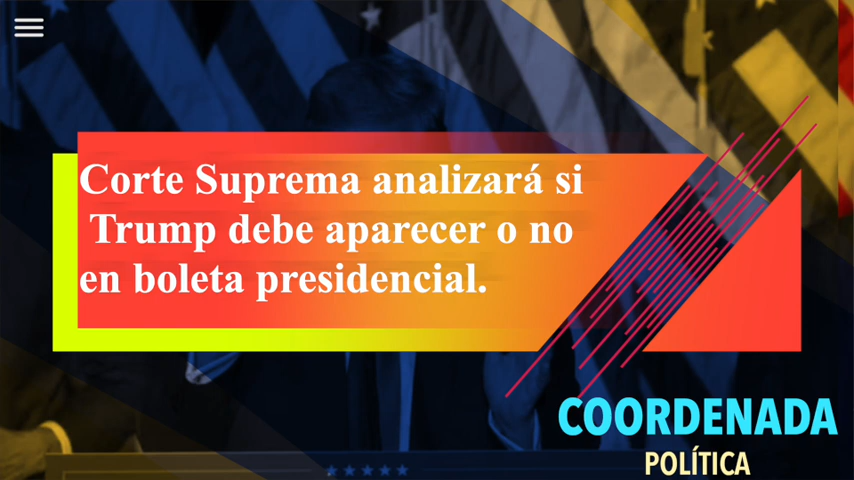 Corte Suprema analizará si
Trump debe aparecer o no
en boleta presidencial.
COORDENADA
POLÍTICA